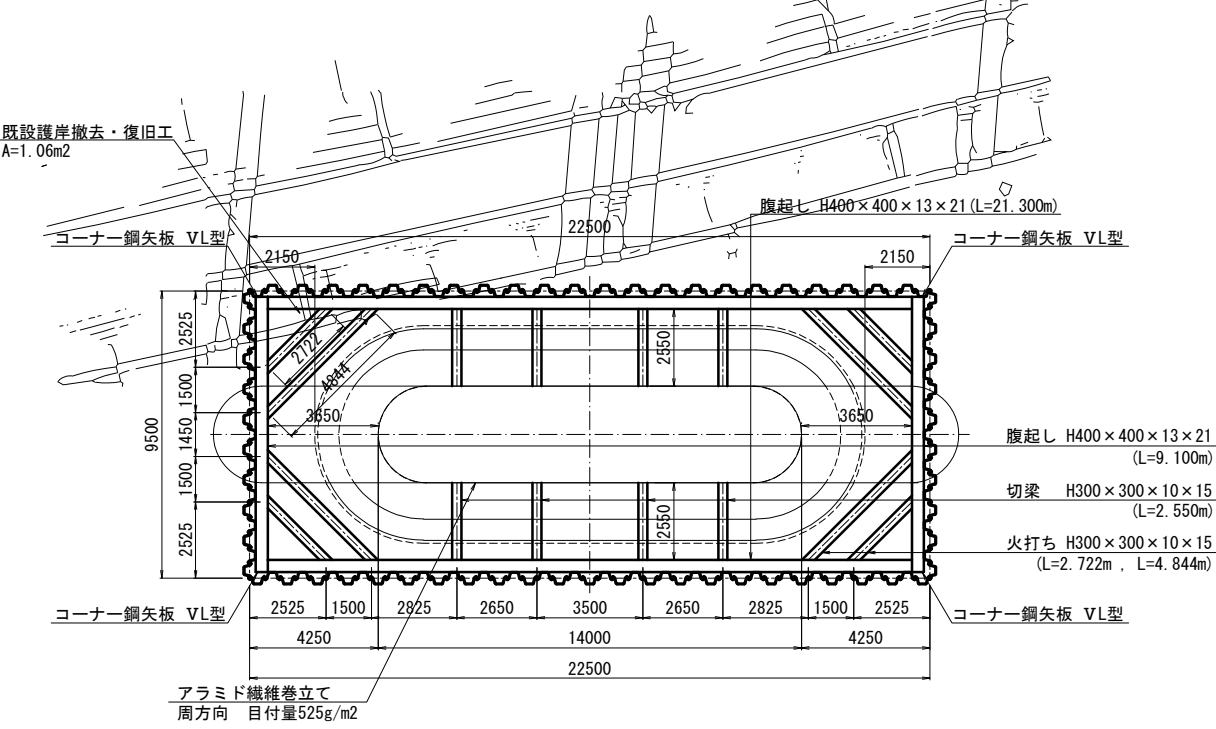 既設護岸撤去・復旧工
A=1.06m2
腹起し H400×400×13×21(L=21.300m)
22500
コーナー鋼矢板 ⅤL型
コーナー鋼矢板 ⅤL型
2150
2150
2525
1500
1450
1500
2525
9500
2722
4844
2550
3650
3650
2550
腹起し H400×400×13×21
(L=9.100m)
切梁 H300×300×10×15
(L=2.550m)
火打ち H300×300×10×15
(L=2.722m , L=4.844m)
コーナー鋼矢板 ⅤL型
コーナー鋼矢板 ⅤL型
2525 1500 2825 2650 3500 2650 2825 1500 2525
4250 14000 4250
22500
アラミド繊維巻立て
周方向 目付量525g/m2